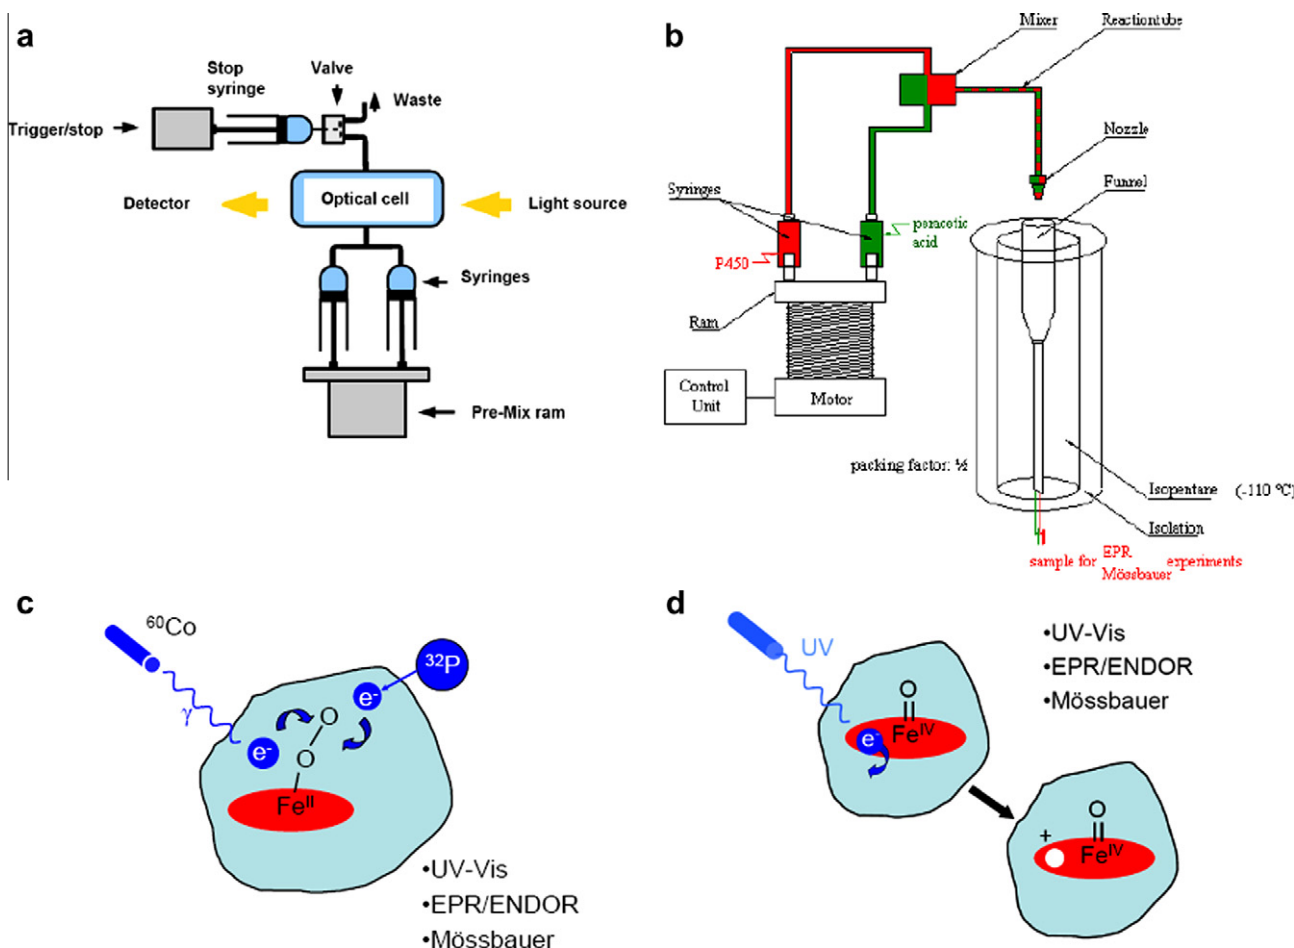 a
Stop
syringe
Valve
Waste
Trigger/stop
Detector
Optical cell
Light source
Syringes
Pre-Mix ram
b
Mixer
Reactiontube
Nozzle
Funnel
Syringes
paracetic
acid
P450
Ram
Control
Unit
Motor
packing factor: ½
Isopentane (-110 °C)
Isolation
sample for EPR experiments
Mössbauer
c
60Co
γ
32P
e-
e-
O
O
FeII
•UV-Vis
•EPR/ENDOR
•Mössbauer
d
UV
O
FeIV
e-
•UV-Vis
•EPR/ENDOR
•Mössbauer
O
+
FeIV